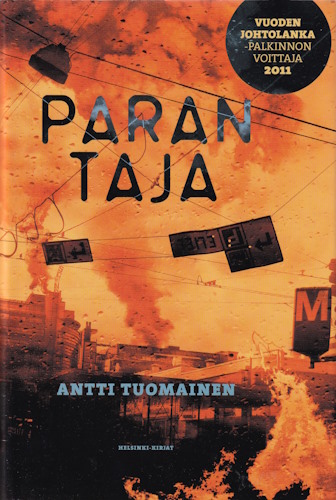 VUODEN
JOHTOLANKA
-PALKINNON
VOITTAJA
2011
PARAN
TAJA
M
ANTTI TUOMAINEN
HELSINKI-KIRJAT